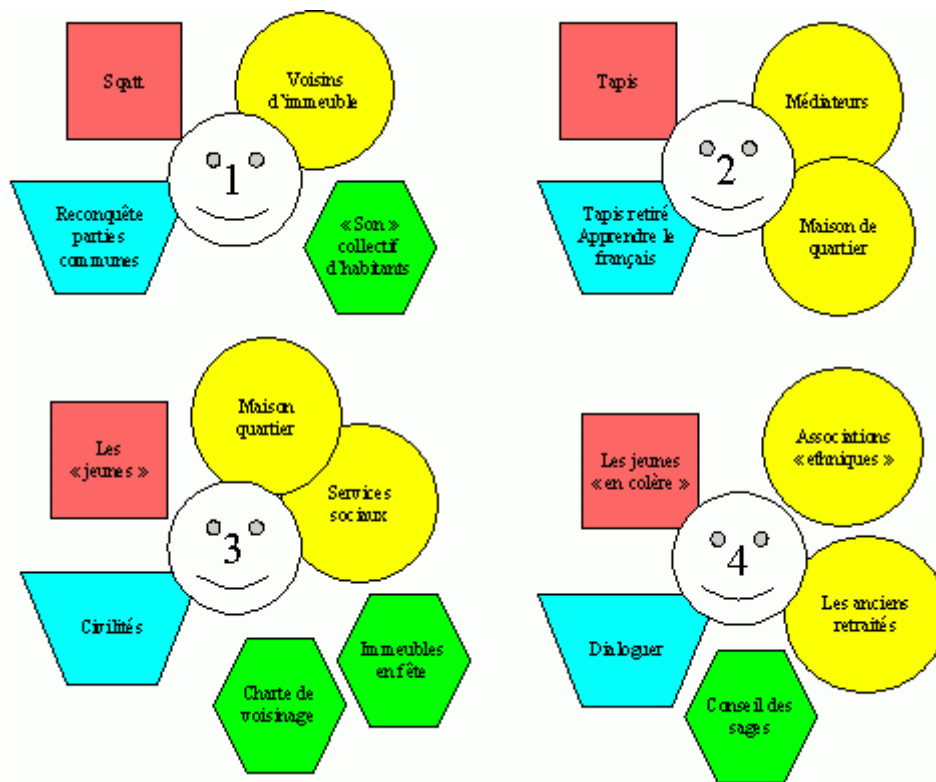 Sqatt
Voisins
d'immeuble
1
Reconquête
parties
communes
« Son »
collectif
d'habitants
Tapis
Médiateurs
2
Tapis retiré
Apprendre le
français
Maison de
quartier
Maison
quartier
Les
« jeunes »
Services
sociaux
3
Civilités
Immeubles
en fête
Charte de
voisinage
Associations
« ethniques »
Les jeunes
« en colère »
4
Les anciens
retraités
Dialoguer
Conseil des
sages